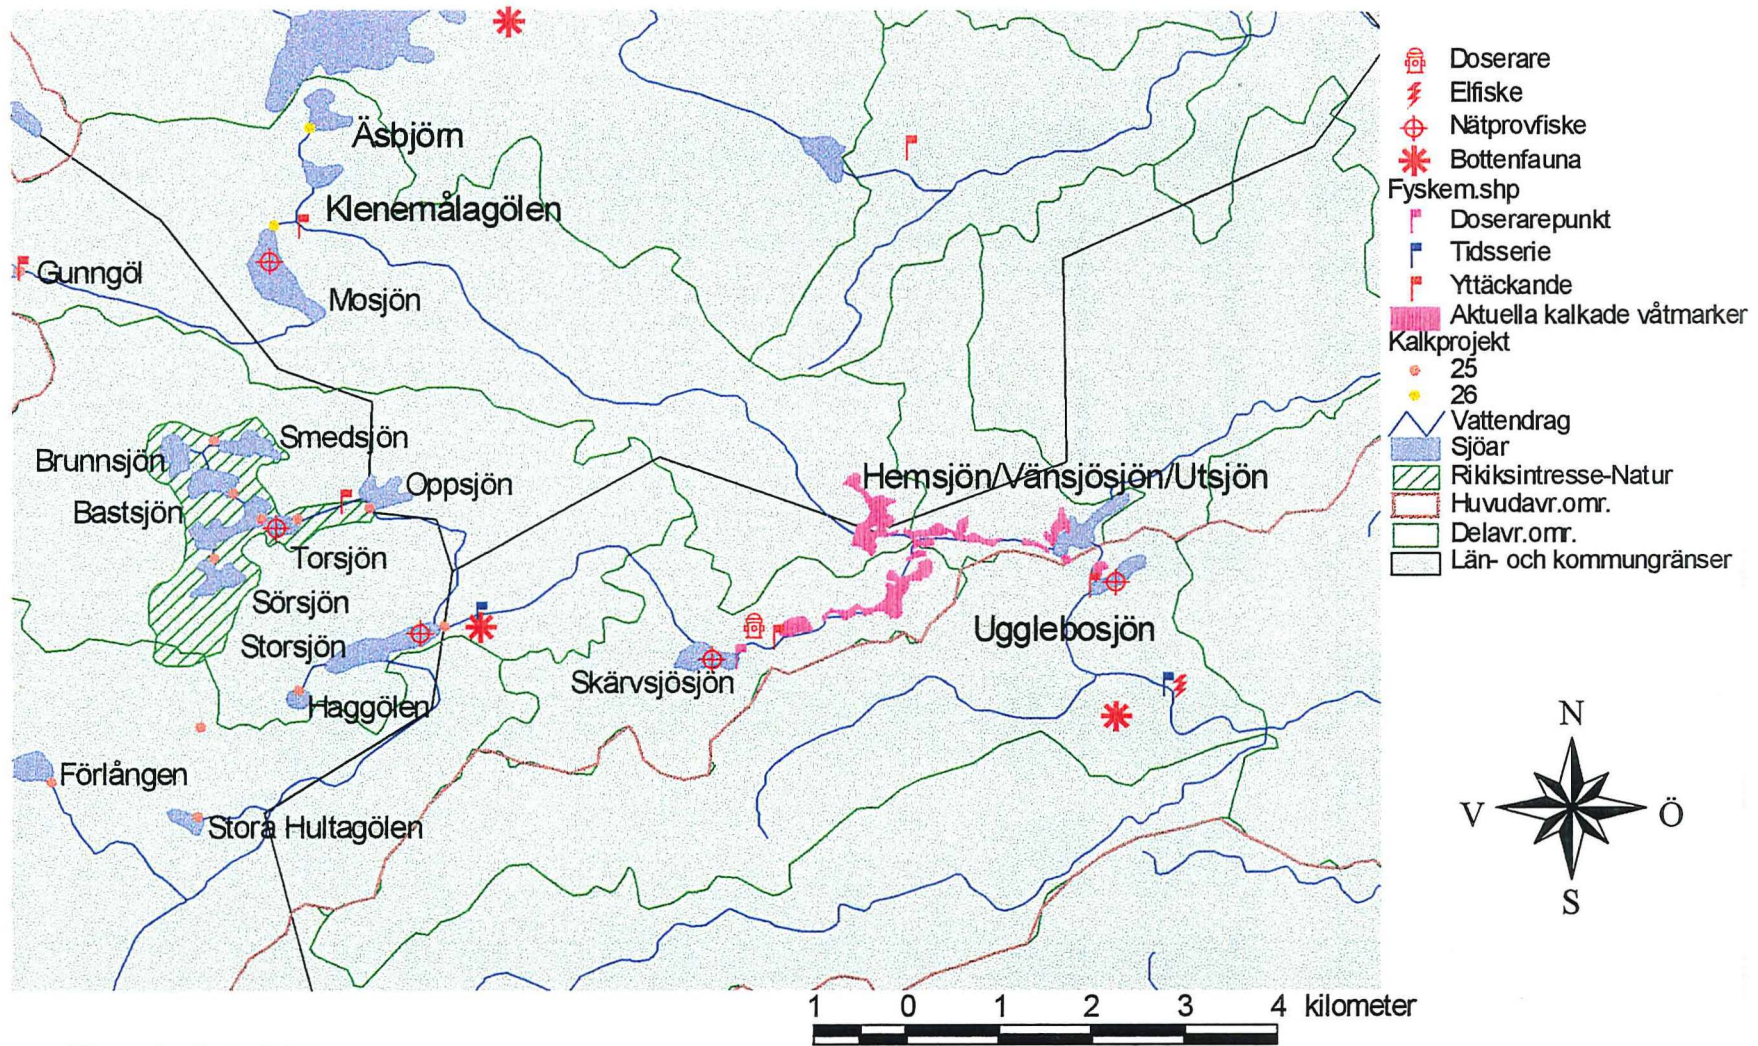 Äsbjörn
Klenemålagölen
Gunngöl
Mosjön
Smedsjön
Brunnsjön
Oppsjön
Bastsjön
Torsjön
Sörsjön
Storsjön
Haggölen
Förlången
Stora Hultagölen
Hemsjön/Vänsjösjön/Utsjön
Ugglebosjön
Skärvsjösjön
Doserare
Elfiske
Nätprovfiske
Bottenfauna
Fyskem.shp
Doserarepunkt
Tidsserie
Yttäckande
Aktuella kalkade våtmarker
Kalkprojekt
25
26
Vattendrag
Sjöar
Rikiksintresse-Natur
Huvudavr.omr.
Delavr.omr.
Län- och kommungränser
N
V Ö
S
1 0 1 2 3 4 kilometer